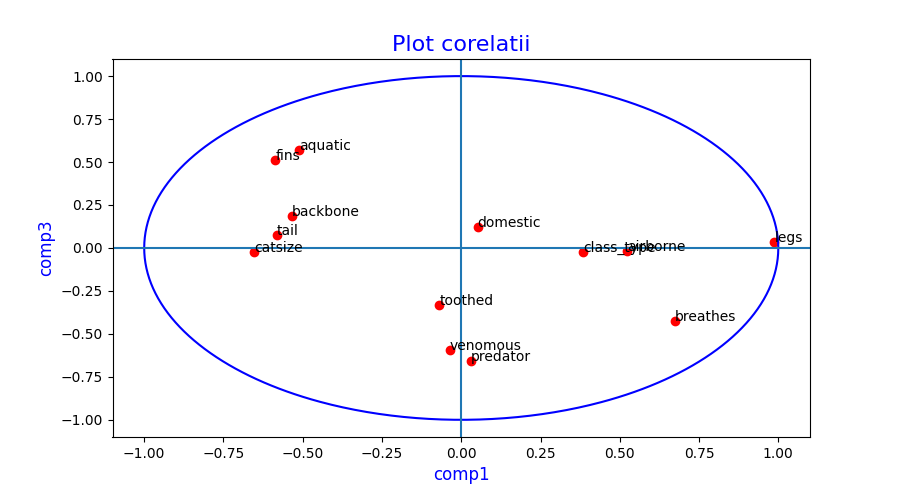 Plot corelatii
1.00
0.75
0.50
0.25
0.00
−0.25
−0.50
−0.75
−1.00
comp3
aquatic
fins
backbone
domestic
tail
legs
catsize
class_type
airborne
toothed
breathes
venomous
predator
−1.00 −0.75 −0.50 −0.25 0.00 0.25 0.50 0.75 1.00
comp1